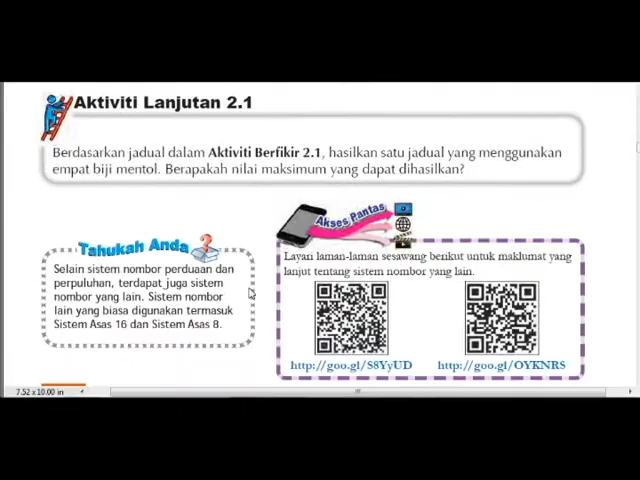 Aktiviti Lanjutan 2.1
Berdasarkan jadual dalam Aktiviti Berfikir 2.1, hasilkan satu jadual yang menggunakan
empat biji mentol. Berapakah nilai maksimum yang dapat dihasilkan?
Tahukah Anda
Selain sistem nombor perduaan dan
perpuluhan, terdapat juga sistem
nombor yang lain. Sistem nombor
lain yang biasa digunakan termasuk
Sistem Asas 16 dan Sistem Asas 8.
Akses Pantas
Layari laman-laman sesawang berikut untuk maklumat yang
lanjut tentang sistem nombor yang lain.
http://goo.gl/S8YyUD
http://goo.gl/OYKNRS
7.52 x 10.00 in